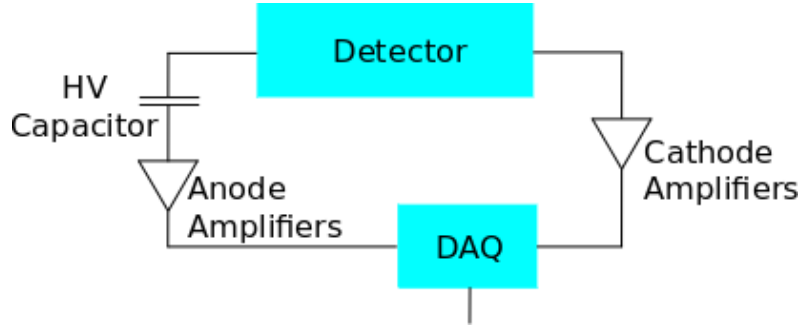 Detector
HV
Capacitor
Anode
Amplifiers
Cathode
Amplifiers
DAQ